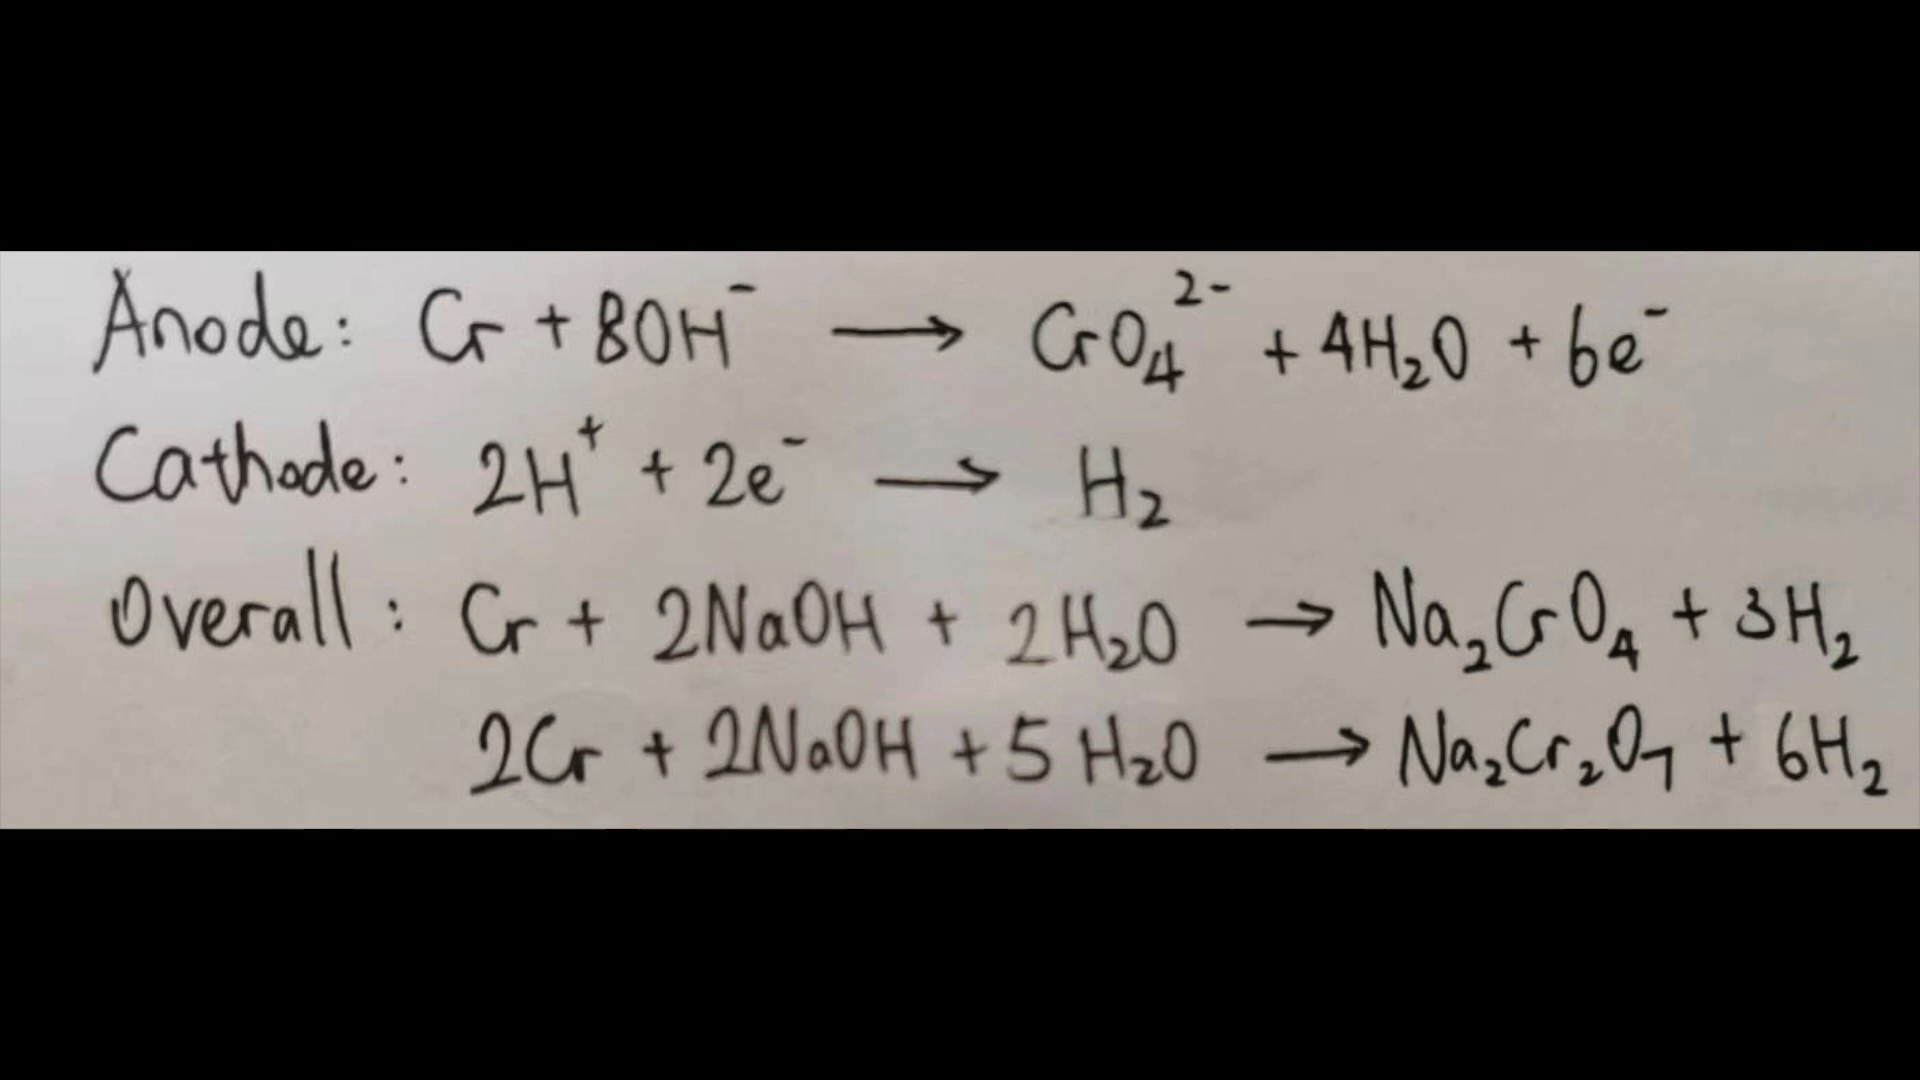 Anode: Cr + 8OH⁻ → CrO₄²⁻ + 4H₂O + 6e⁻
Cathode: 2H⁺ + 2e⁻ → H₂
Overall: Cr + 2NaOH + 2H₂O → Na₂CrO₄ + 3H₂
2Cr + 2NaOH + 5H₂O → Na₂Cr₂O₇ + 6H₂